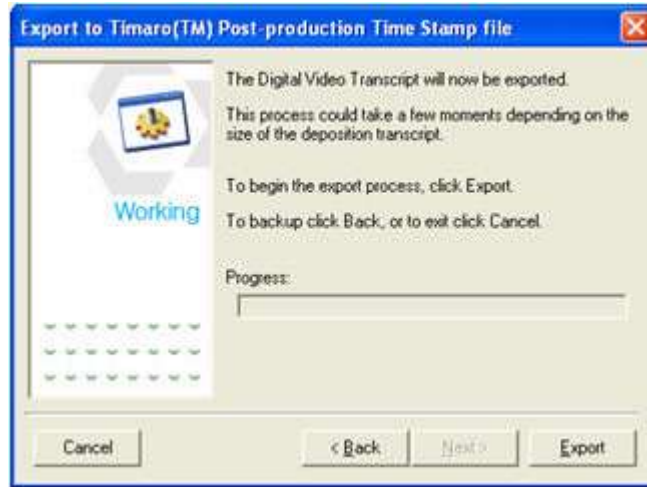 Export to Timaro(TM) Post-production Time Stamp file
The Digital Video Transcript will now be exported.
This process could take a few moments depending on the
size of the deposition transcript.
To begin the export process, click Export.
Working
To backup click Back, or to exit click Cancel.
Progress:
Cancel
< Back
Next >
Export